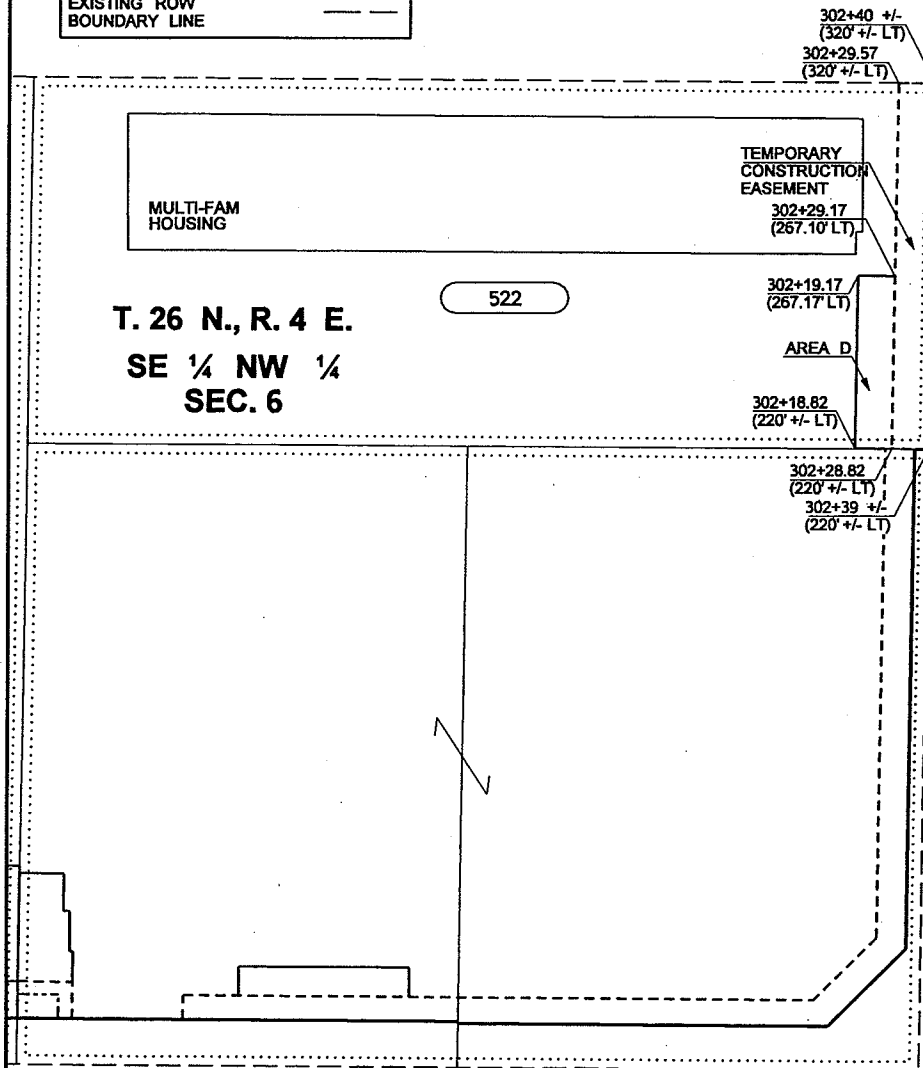 EXISTING ROW
BOUNDARY LINE
302+40 +/-
(320' +/- LT)
302+29.57
(320' +/- LT)
TEMPORARY
CONSTRUCTION
EASEMENT
MULTI-FAM
HOUSING
302+29.17
(267.10' LT)
302+19.17
(267.17' LT)
522
T. 26 N., R. 4 E.
SE ¼ NW ¼
SEC. 6
AREA D
302+18.82
(220' +/- LT)
302+28.82
(220' +/- LT)
302+39 +/-
(220' +/- LT)